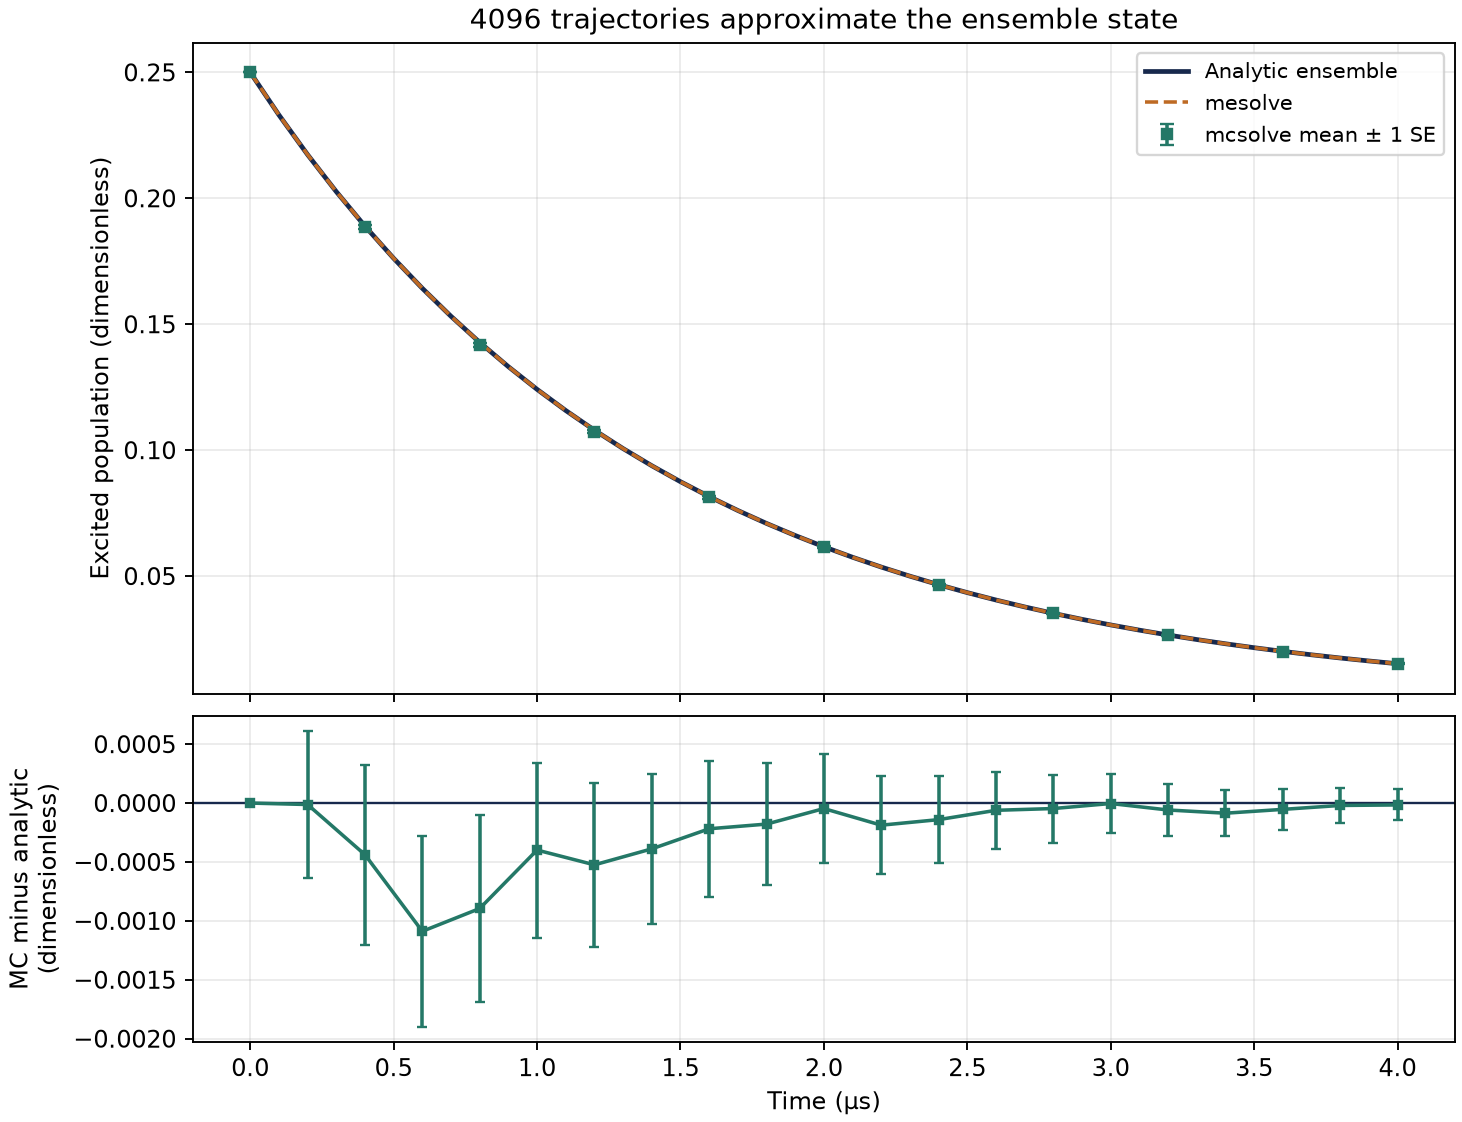 4096 trajectories approximate the ensemble state
Excited population (dimensionless)
0.25
0.20
0.15
0.10
0.05
Analytic ensemble
mesolve
mcsolve mean ± 1 SE
MC minus analytic
(dimensionless)
0.0005
0.0000
−0.0005
−0.0010
−0.0015
−0.0020
0.0 0.5 1.0 1.5 2.0 2.5 3.0 3.5 4.0
Time (µs)